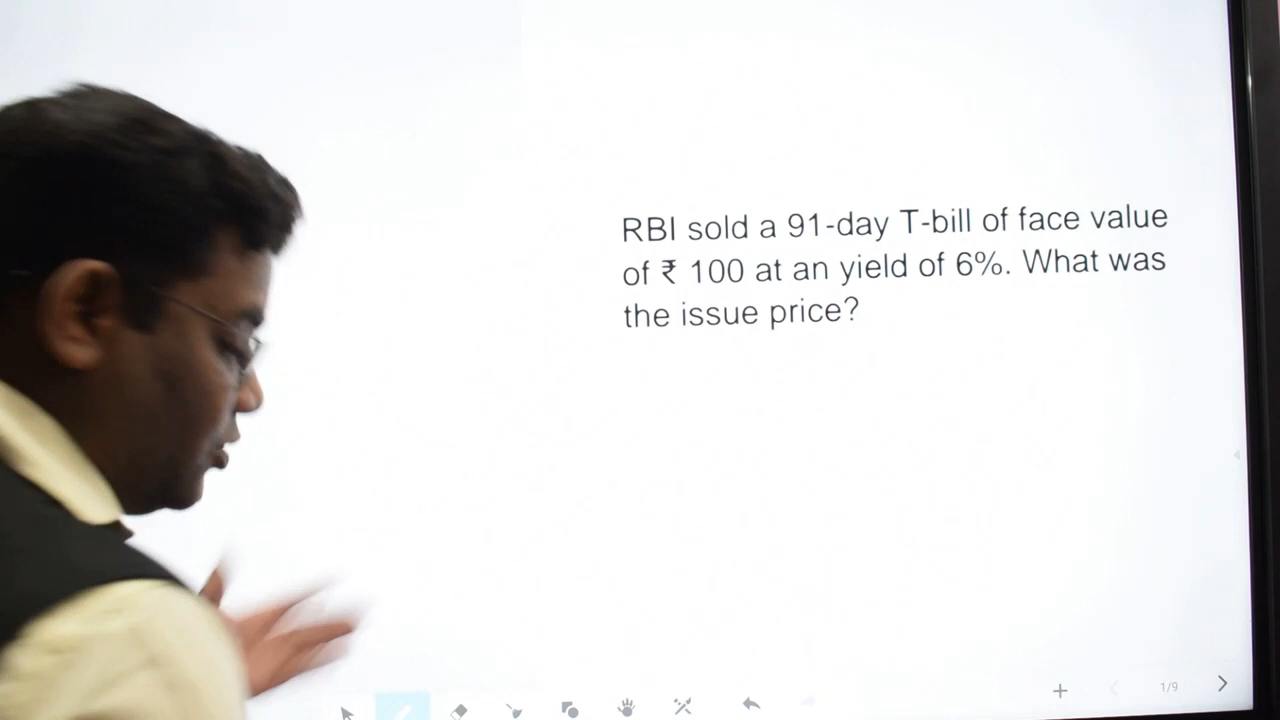 RBI sold a 91-day T-bill of face value
of ₹ 100 at an yield of 6%. What was
the issue price?
1/9